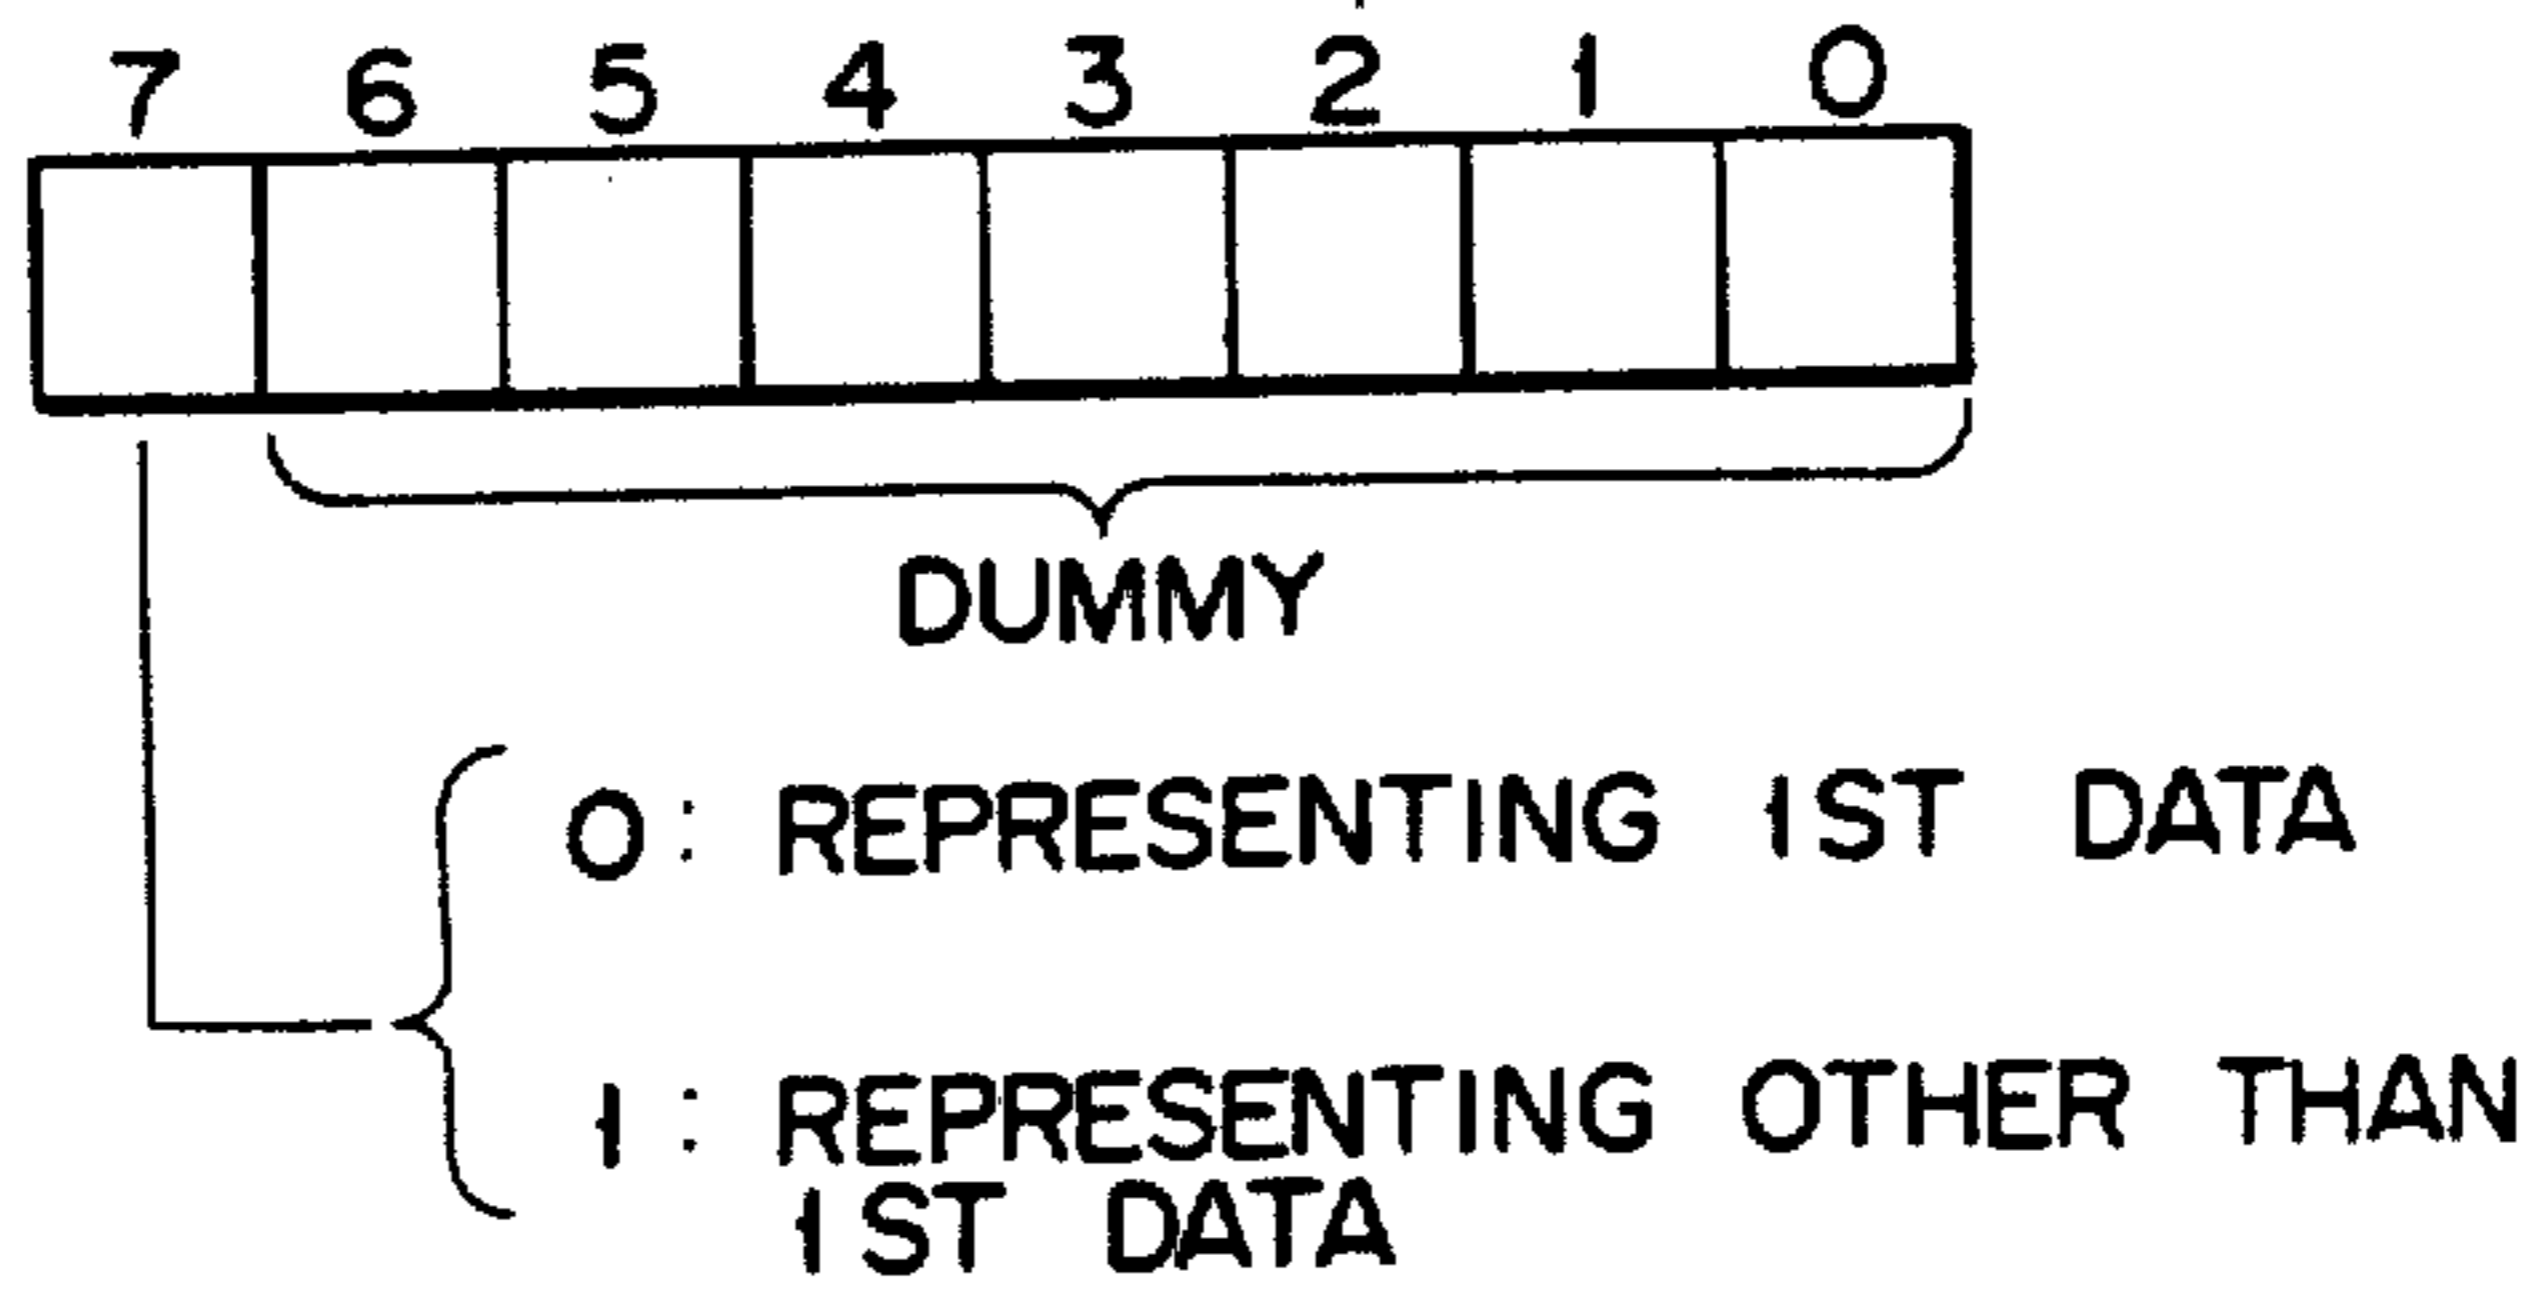 7 6 5 4 3 2 1 0
DUMMY
0: REPRESENTING 1ST DATA
1: REPRESENTING OTHER THAN
1ST DATA